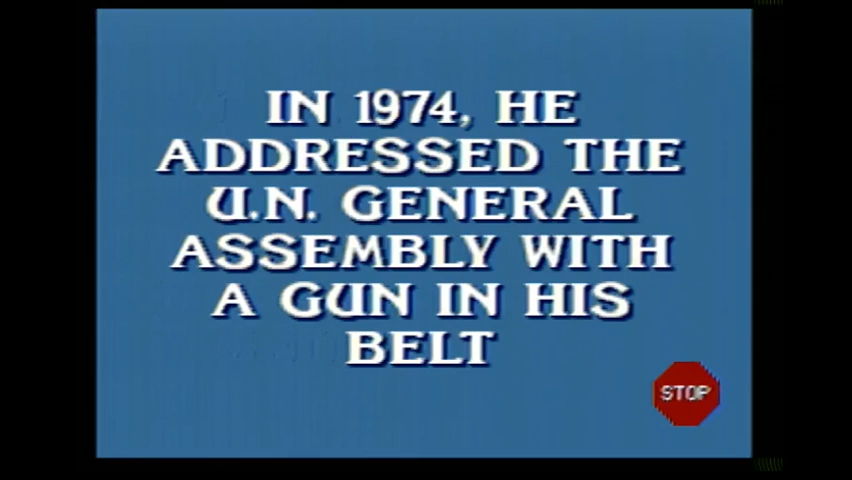 IN 1974, HE
ADDRESSED THE
U.N. GENERAL
ASSEMBLY WITH
A GUN IN HIS
BELT
STOP